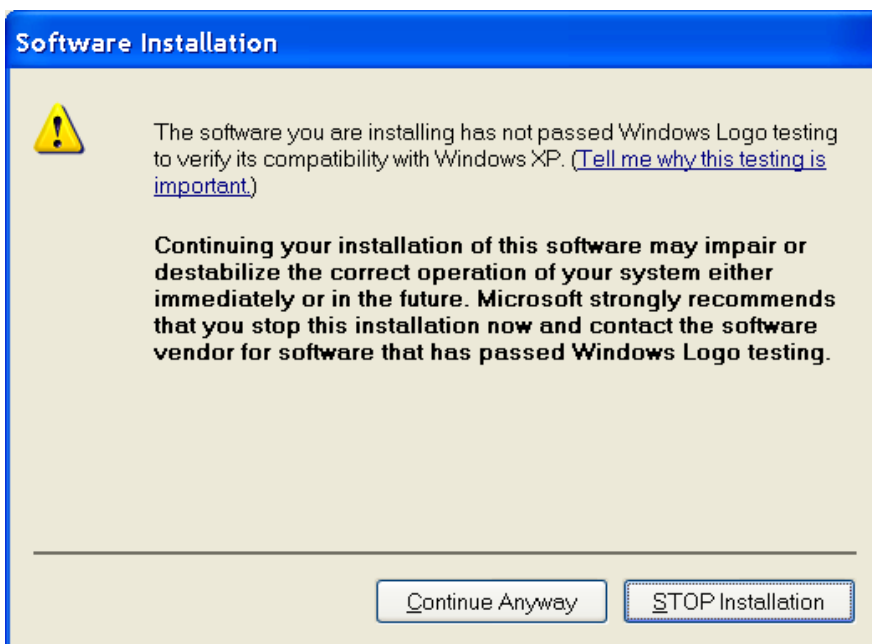 Software Installation
The software you are installing has not passed Windows Logo testing
to verify its compatibility with Windows XP. (Tell me why this testing is
important.)
Continuing your installation of this software may impair or
destabilize the correct operation of your system either
immediately or in the future. Microsoft strongly recommends
that you stop this installation now and contact the software
vendor for software that has passed Windows Logo testing.
Continue Anyway
STOP Installation